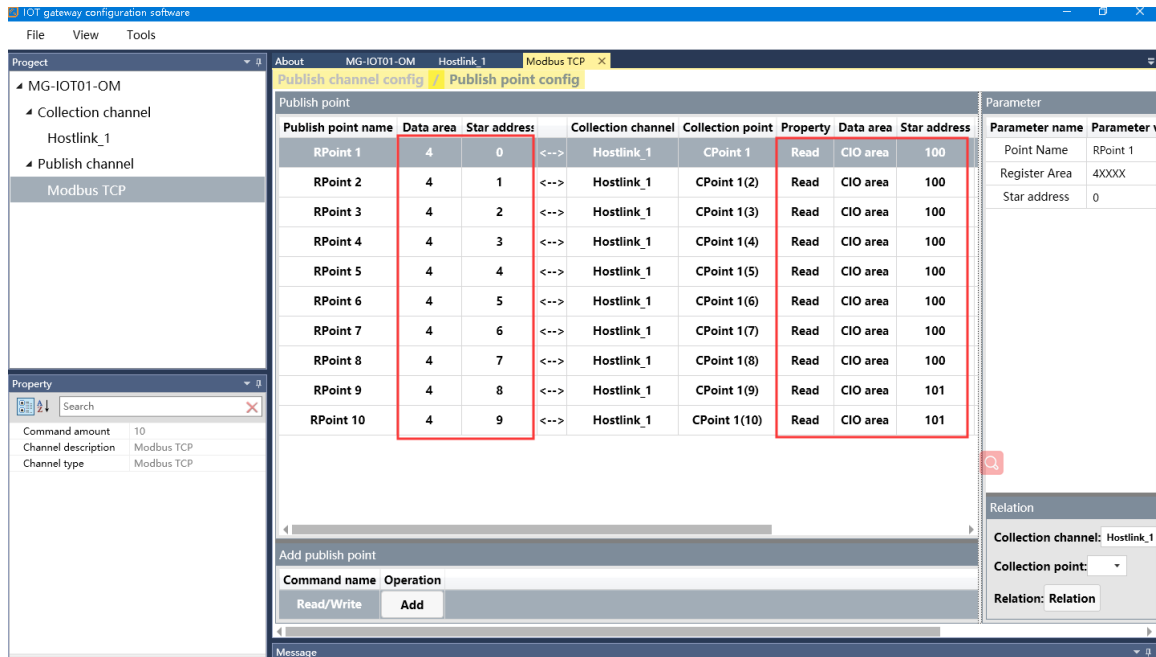 IOT gateway configuration software
File View Tools
Project
MG-IOT01-OM
Collection channel
Hostlink_1
Publish channel
Modbus TCP
Property
Search
Command amount 10
Channel description Modbus TCP
Channel type Modbus TCP
About MG-IOT01-OM Hostlink_1 Modbus TCP
Publish channel config / Publish point config
Publish point
Publish point name Data area Star address Collection channel Collection point Property Data area Star address
RPoint 1 4 0 <--> Hostlink_1 CPoint 1 Read CIO area 100
RPoint 2 4 1 <--> Hostlink_1 CPoint 1(2) Read CIO area 100
RPoint 3 4 2 <--> Hostlink_1 CPoint 1(3) Read CIO area 100
RPoint 4 4 3 <--> Hostlink_1 CPoint 1(4) Read CIO area 100
RPoint 5 4 4 <--> Hostlink_1 CPoint 1(5) Read CIO area 100
RPoint 6 4 5 <--> Hostlink_1 CPoint 1(6) Read CIO area 100
RPoint 7 4 6 <--> Hostlink_1 CPoint 1(7) Read CIO area 100
RPoint 8 4 7 <--> Hostlink_1 CPoint 1(8) Read CIO area 100
RPoint 9 4 8 <--> Hostlink_1 CPoint 1(9) Read CIO area 101
RPoint 10 4 9 <--> Hostlink_1 CPoint 1(10) Read CIO area 101
Add publish point
Command name Operation
Read/Write Add
Message
Parameter
Parameter name Parameter v
Point Name RPoint 1
Register Area 4XXXX
Star address 0
Relation
Collection channel: Hostlink_1
Collection point:
Relation: Relation